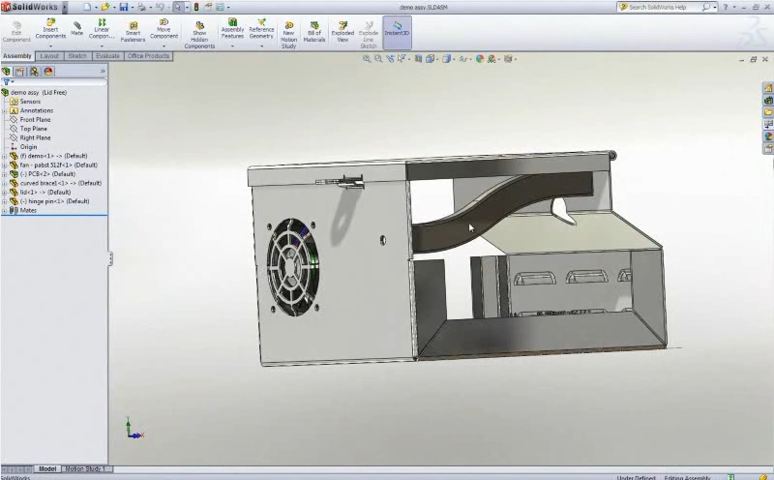 SolidWorks
demo assy.SLDASM
Search SolidWorks Help
Edit Component
Insert Components
Mate
Linear Compon...
Smart Fasteners
Move Component
Show Hidden Components
Assembly Features
Reference Geometry
New Motion Study
Bill of Materials
Exploded View
Explode Line Sketch
Instant3D
Assembly
Layout
Sketch
Evaluate
Office Products
demo assy (Lid Free)
Sensors
Annotations
Front Plane
Top Plane
Right Plane
Origin
(f) demo<1> -> (Default)
fan - pabst 512f<1> (Default)
(-) PCB<2> (Default)
curved brace1<1> -> (Default)
lid<1> -> (Default)
(-) hinge pin<1> (Default)
Mates
Model
Motion Study 1
SolidWorks
Under Defined
Editing Assembly